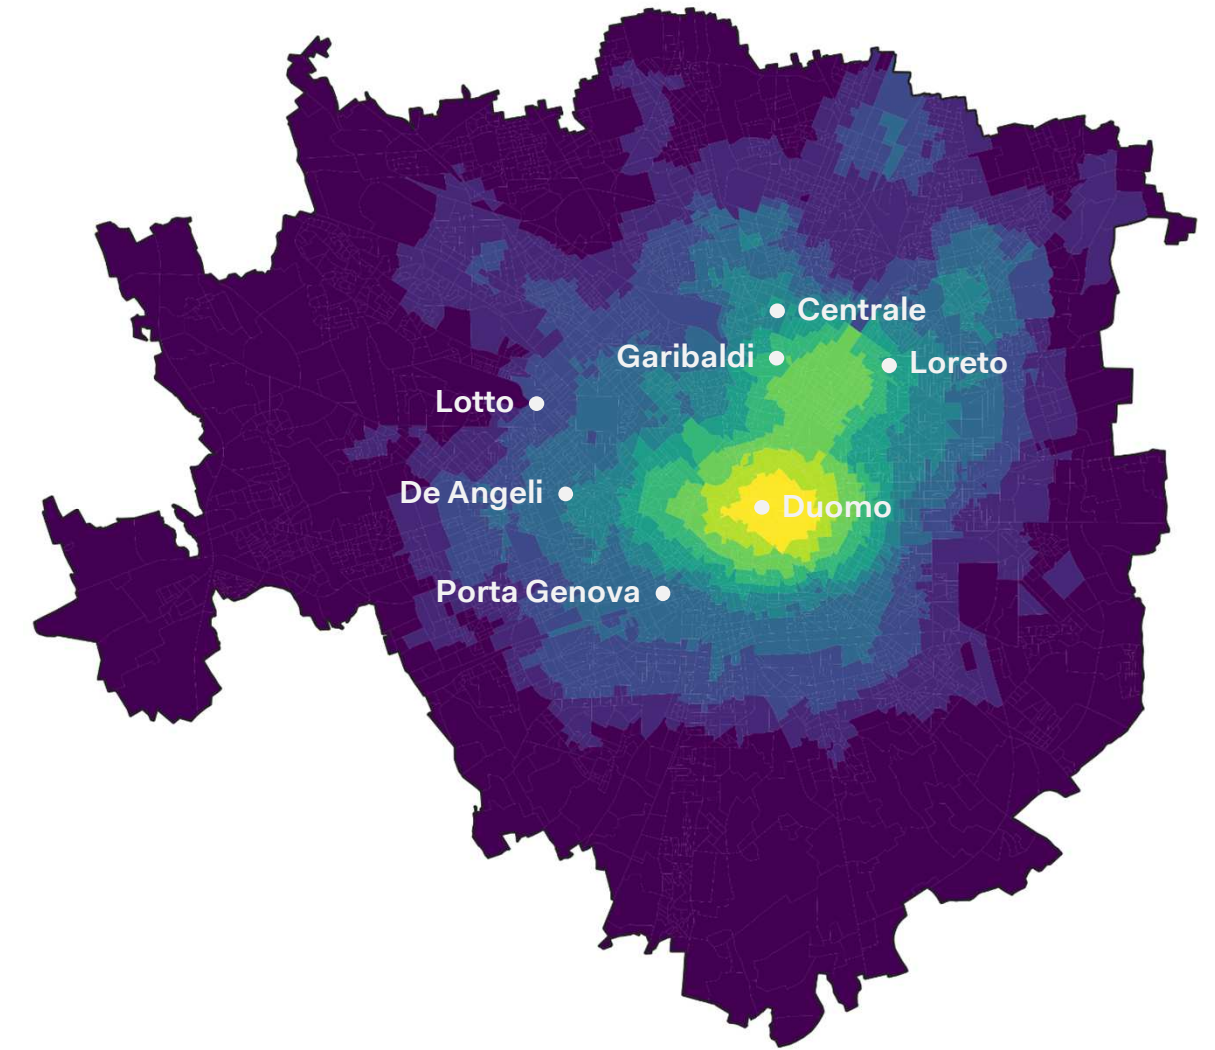 Centrale
Garibaldi
Loreto
Lotto
De Angeli
Duomo
Porta Genova